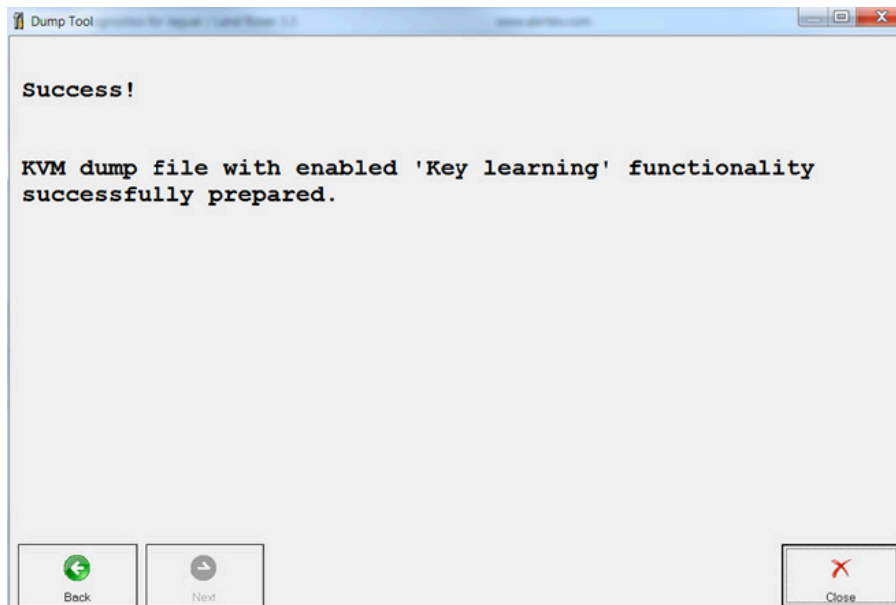 Dump Tool
Success!
KVM dump file with enabled 'Key learning' functionality
successfully prepared.
Back
Next
Close